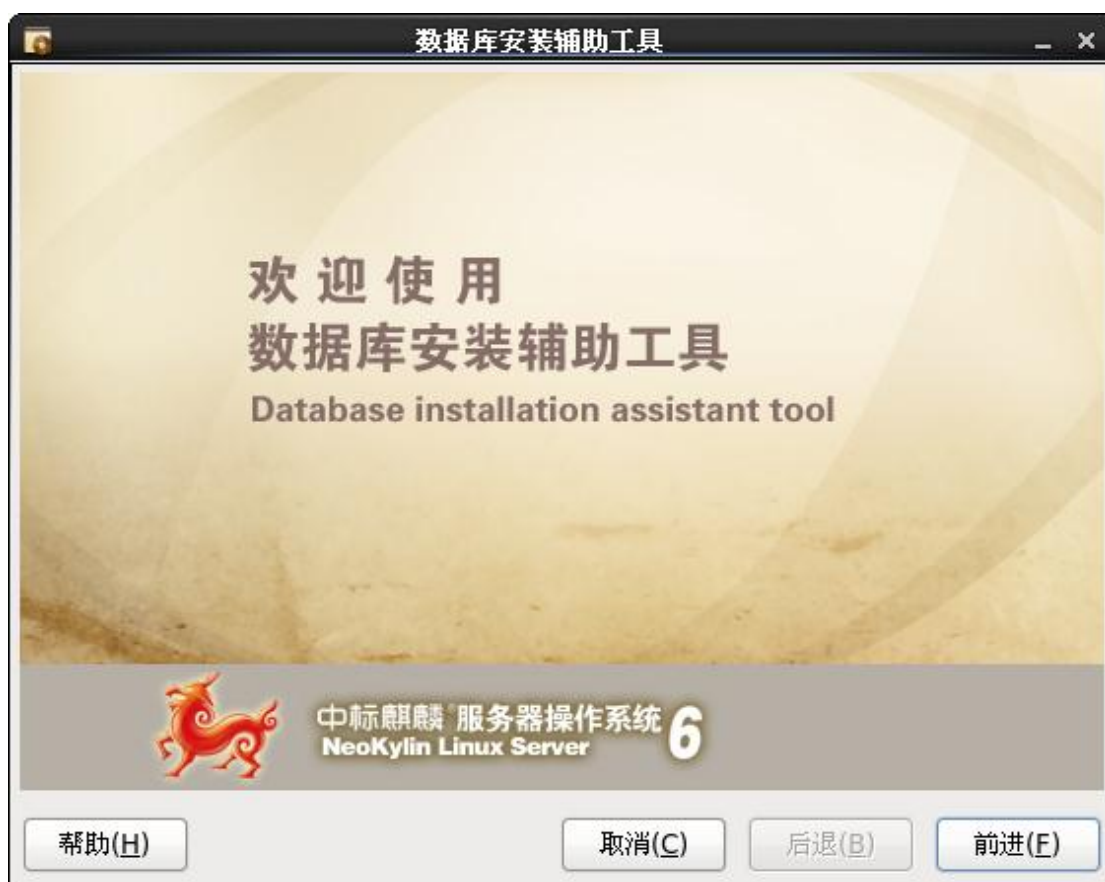 数据库安装辅助工具
欢迎使用
数据库安装辅助工具
Database installation assistant tool
中标麒麟®服务器操作系统 6
NeoKylin Linux Server
帮助(H) 取消(C) 后退(B) 前进(F)